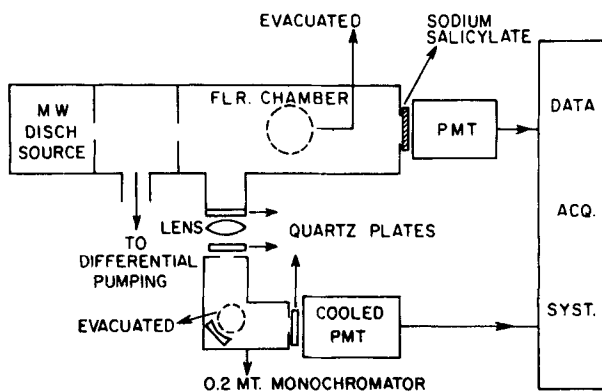 EVACUATED
SODIUM
SALICYLATE
MW
DISCH
SOURCE
FLR. CHAMBER
PMT
DATA
ACQ.
SYST.
LENS
QUARTZ PLATES
TO
DIFFERENTIAL
PUMPING
EVACUATED
COOLED
PMT
0.2 MT. MONOCHROMATOR